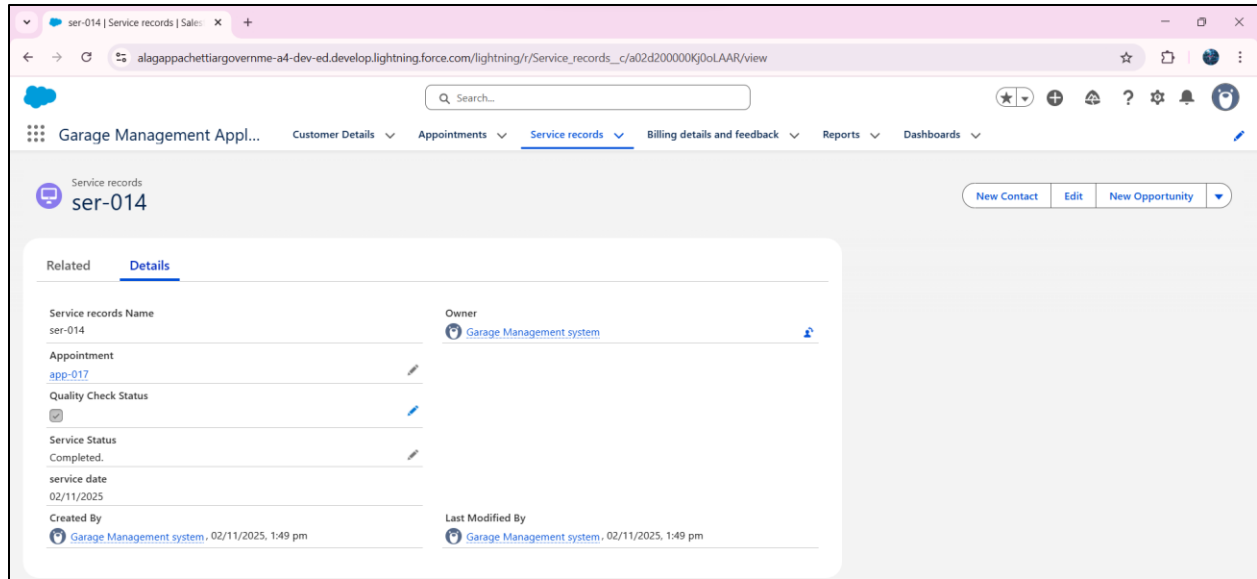 ser-014 | Service records | Sales
alagappachettiargovernme-a4-dev-ed.develop.lightning.force.com/lightning/r/Service_records__c/a02d200000Kj0oLAAR/view
Search...
Garage Management Appl... Customer Details Appointments Service records Billing details and feedback Reports Dashboards
Service records
ser-014
New Contact Edit New Opportunity
Related Details
Service records Name Owner
ser-014 Garage Management system
Appointment
app-017
Quality Check Status
Service Status
Completed.
service date
02/11/2025
Created By Last Modified By
Garage Management system, 02/11/2025, 1:49 pm Garage Management system, 02/11/2025, 1:49 pm